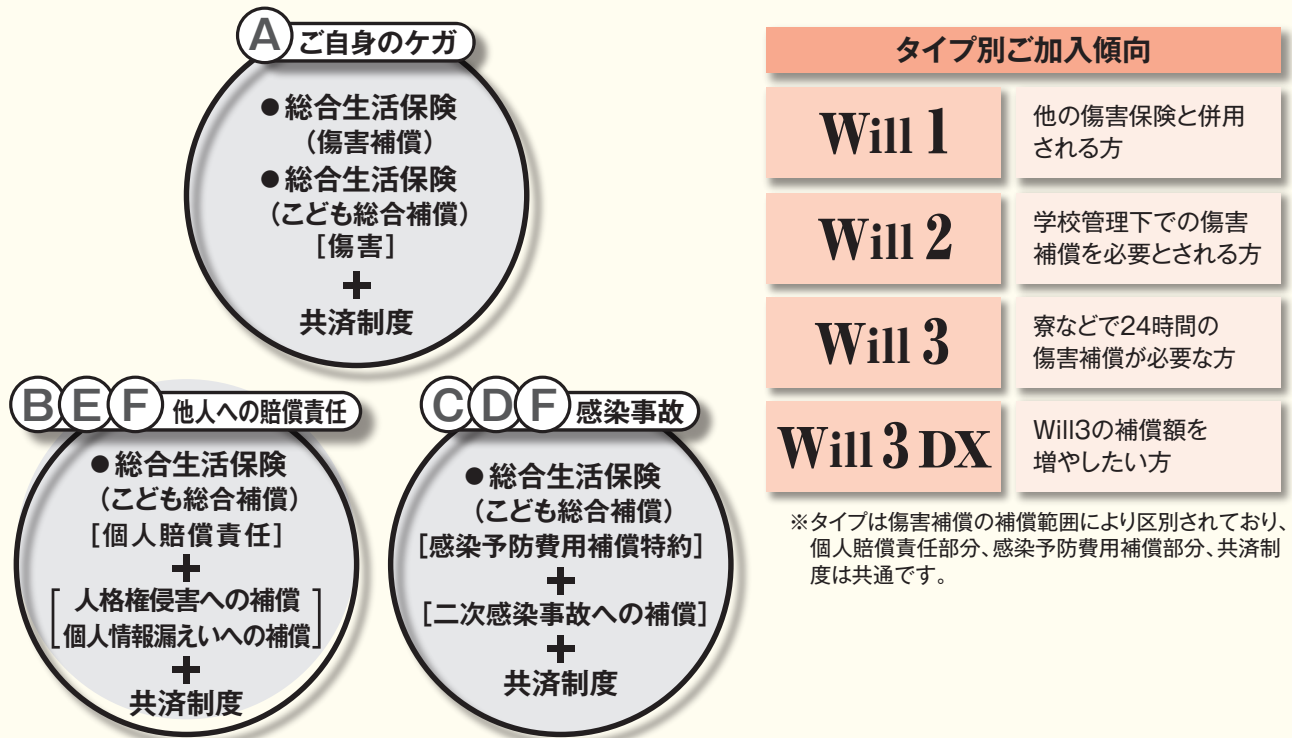 A ご自身のケガ
●総合生活保険
(傷害補償)
●総合生活保険
(こども総合補償)
[傷害]
+
共済制度
B E F 他人への賠償責任
●総合生活保険
(こども総合補償)
[個人賠償責任]
+
[人格権侵害への補償
個人情報漏えいへの補償]
+
共済制度
C D F 感染事故
●総合生活保険
(こども総合補償)
[感染予防費用補償特約]
+
[二次感染事故への補償]
+
共済制度
タイプ別ご加入傾向
Will 1
他の傷害保険と併用
される方
Will 2
学校管理下での傷害
補償を必要とされる方
Will 3
寮などで24時間の
傷害補償が必要な方
Will 3 DX
Will3の補償額を
増やしたい方
※タイプは傷害補償の補償範囲により区別されており、
個人賠償責任部分、感染予防費用補償部分、共済制
度は共通です。